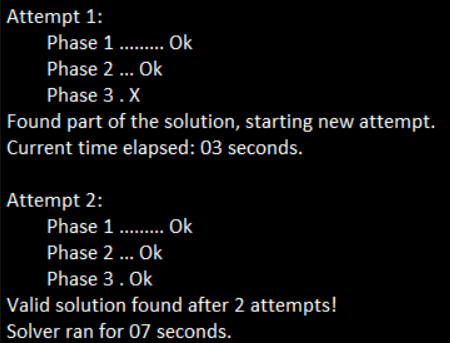 Attempt 1:
Phase 1 ......... Ok
Phase 2 ... Ok
Phase 3 . X
Found part of the solution, starting new attempt.
Current time elapsed: 03 seconds.
Attempt 2:
Phase 1 ......... Ok
Phase 2 ... Ok
Phase 3 . Ok
Valid solution found after 2 attempts!
Solver ran for 07 seconds.